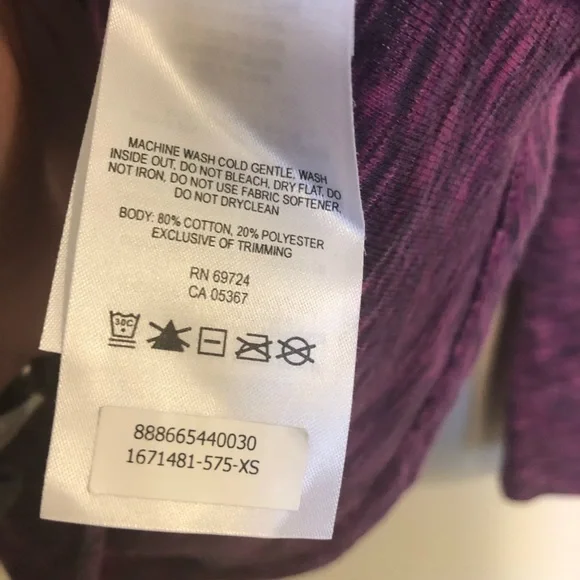 MACHINE WASH COLD GENTLE, WASH
INSIDE OUT, DO NOT BLEACH, DRY FLAT, DO
NOT IRON, DO NOT USE FABRIC SOFTENER,
DO NOT DRYCLEAN
BODY: 80% COTTON, 20% POLYESTER
EXCLUSIVE OF TRIMMING
RN 69724
CA 05367
30C
888665440030
1671481-575-XS